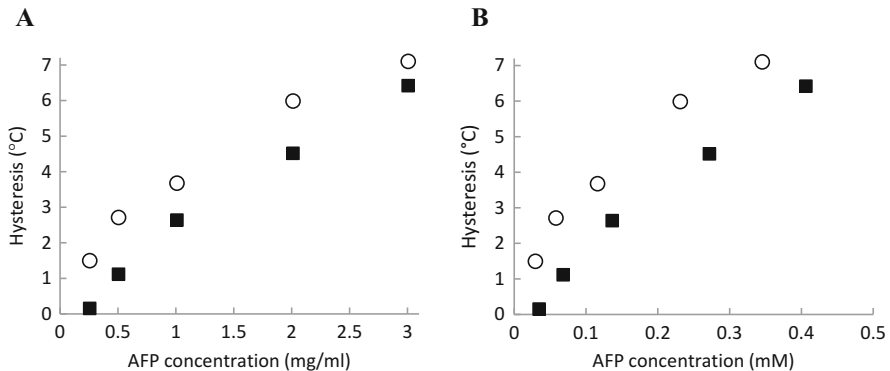 A
Hysteresis (°C)
7
6
5
4
3
2
1
0
0 0.5 1 1.5 2 2.5 3
AFP concentration (mg/ml)
B
Hysteresis (°C)
7
6
5
4
3
2
1
0
0 0.1 0.2 0.3 0.4 0.5
AFP concentration (mM)